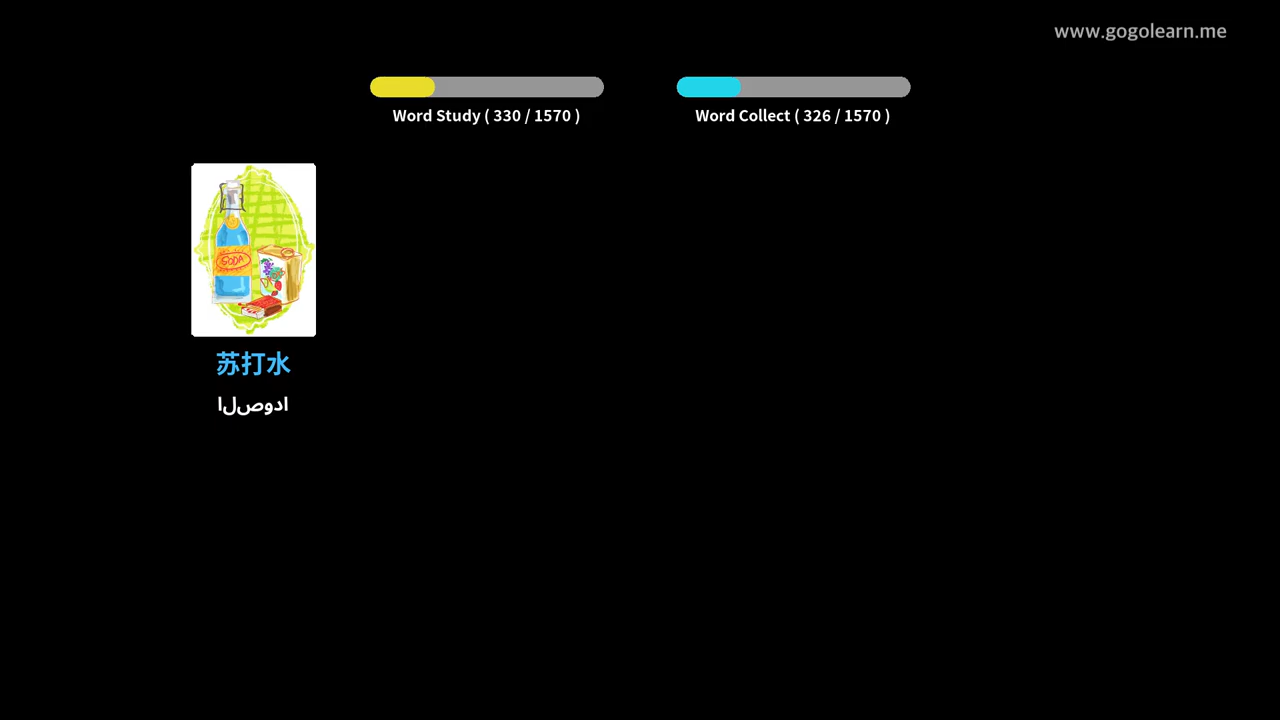 www.gogolearn.me
Word Study ( 330 / 1570 )
Word Collect ( 326 / 1570 )
SODA
苏打水
الصودا